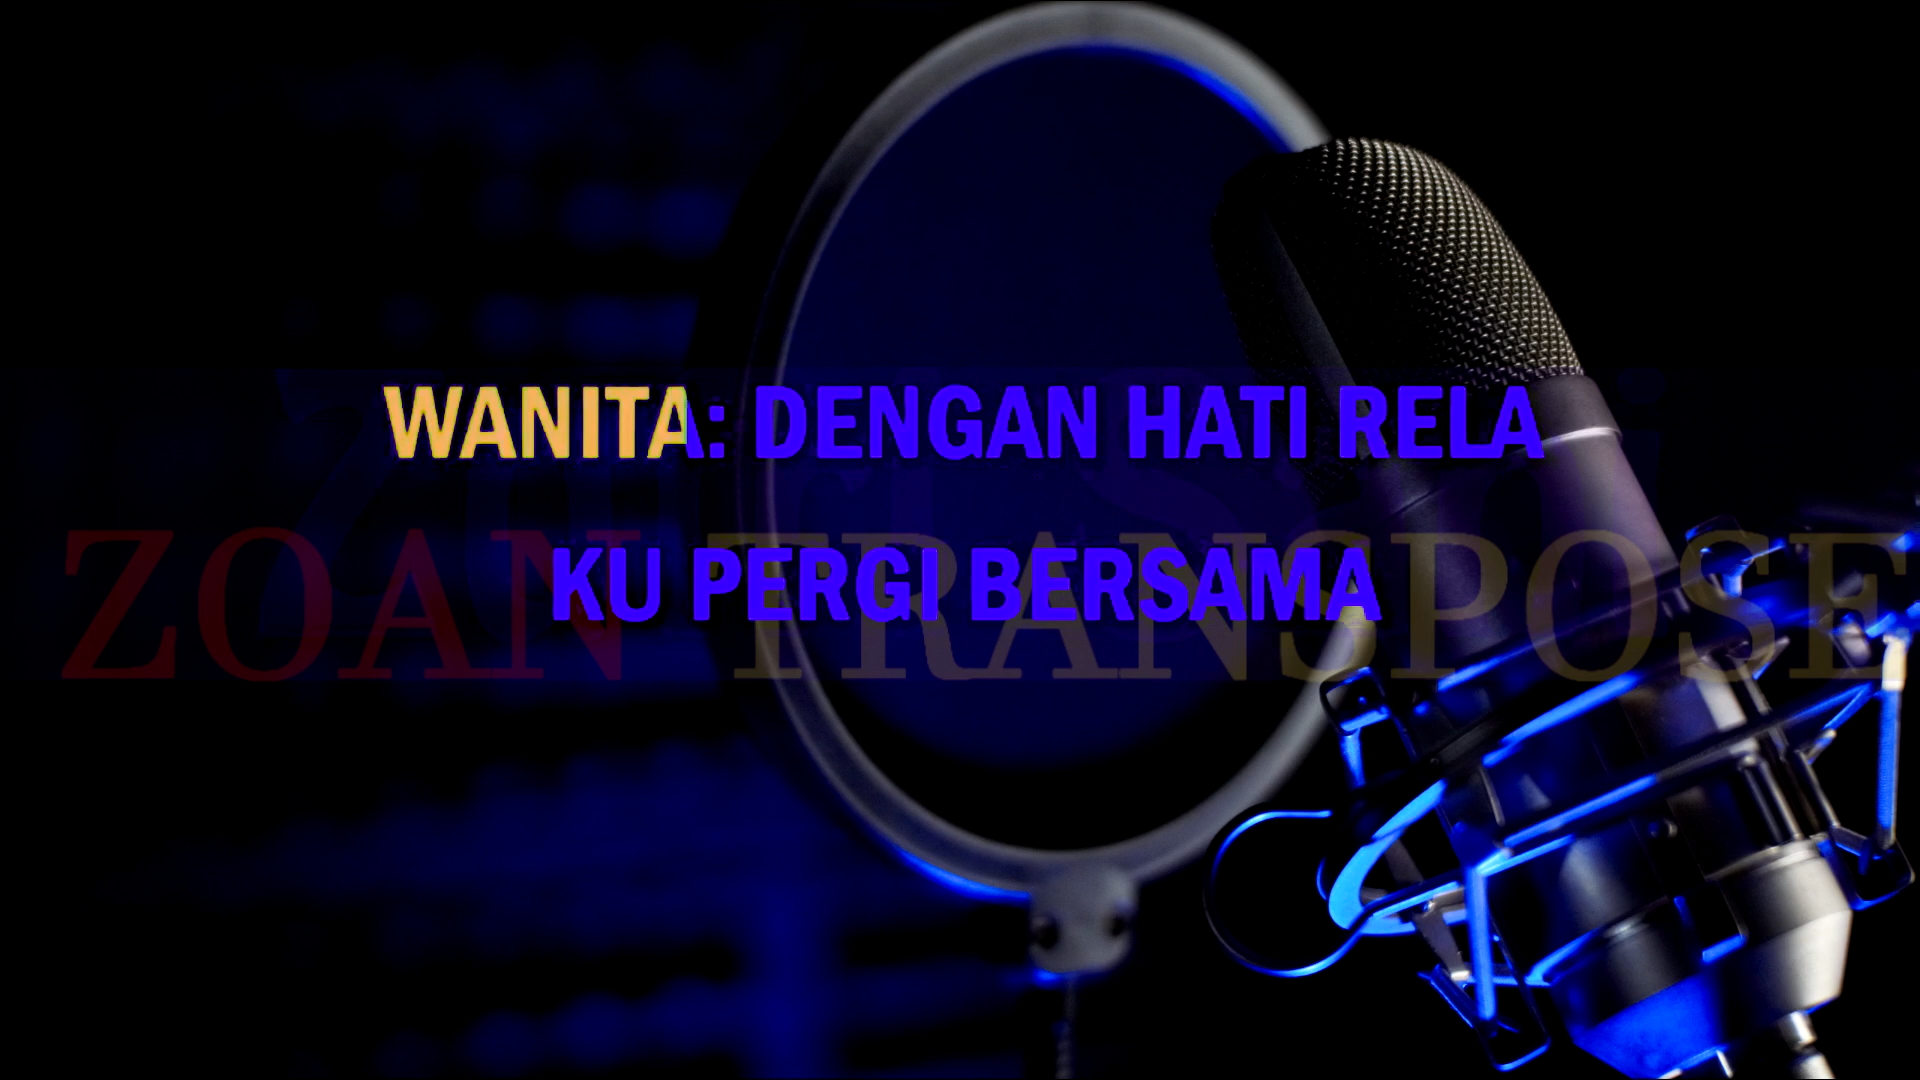 WANITA: DENGAN HATI RELA
KU PERGI BERSAMA
ZOAN TRANSPOSE